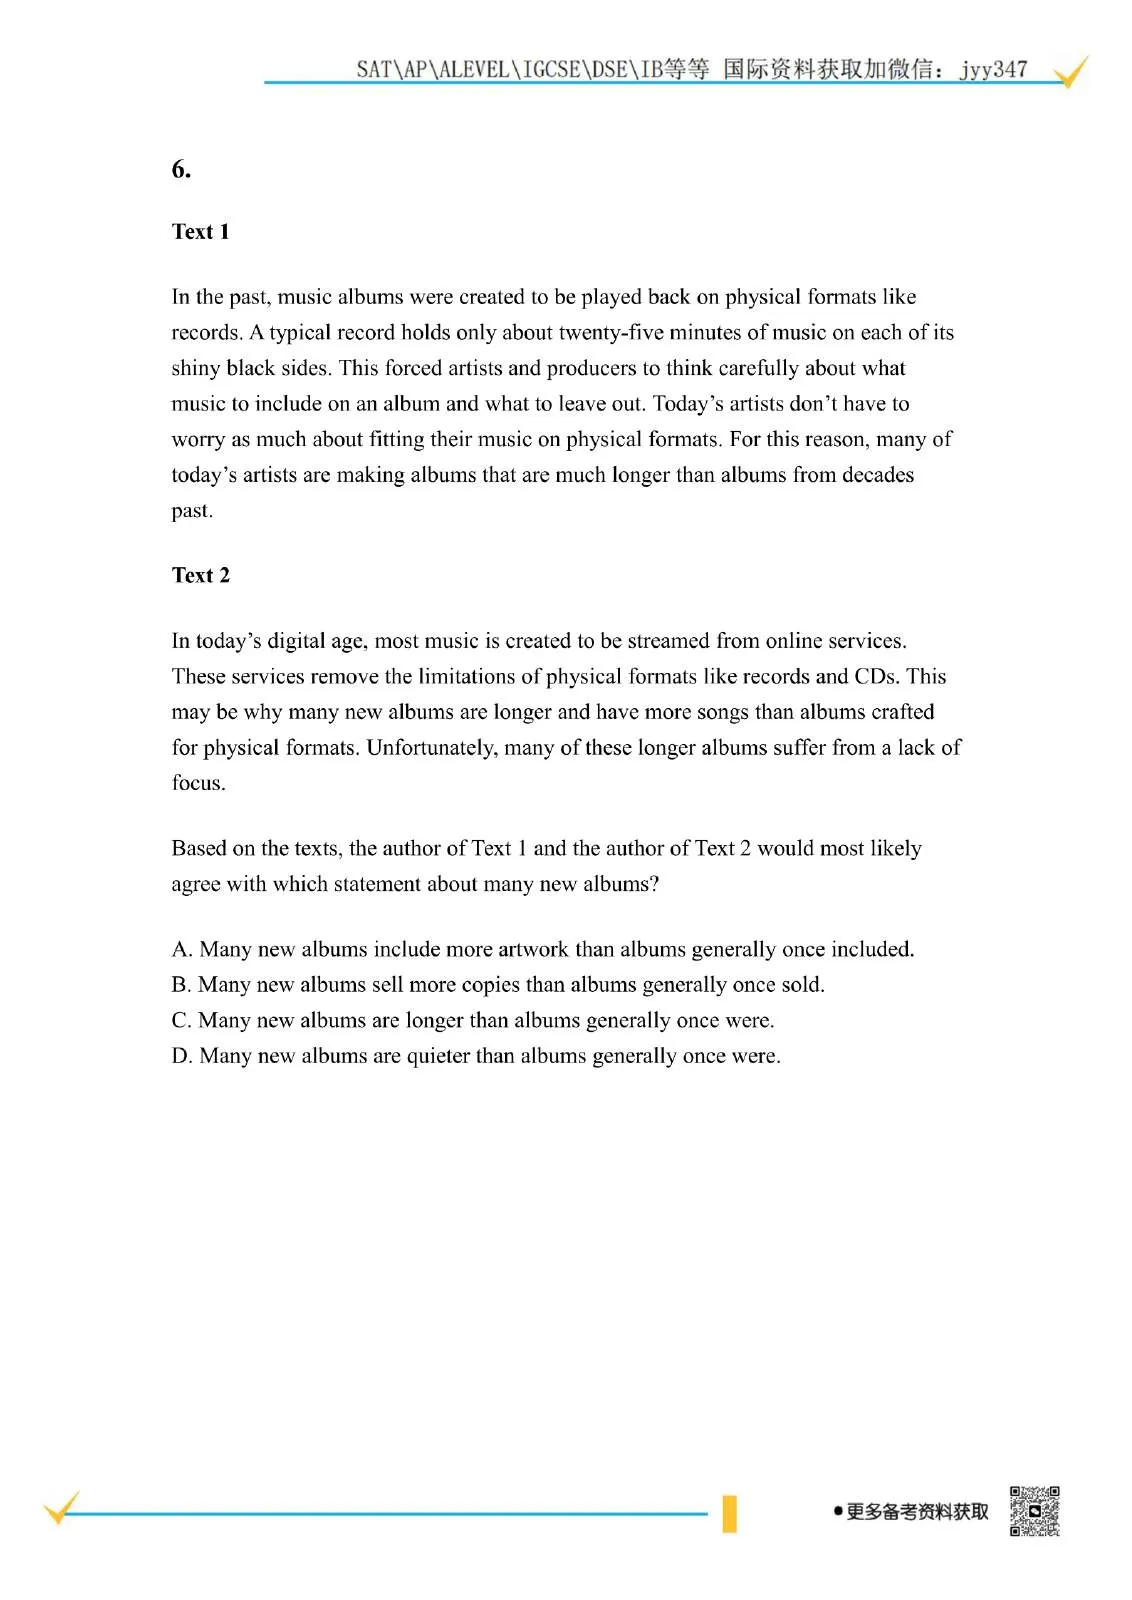 SAT\AP\ALEVEL\IGCSE\DSE\IB等等 国际资料获取加微信：jyy347
6.
Text 1
In the past, music albums were created to be played back on physical formats like
records. A typical record holds only about twenty-five minutes of music on each of its
shiny black sides. This forced artists and producers to think carefully about what
music to include on an album and what to leave out. Today’s artists don’t have to
worry as much about fitting their music on physical formats. For this reason, many of
today’s artists are making albums that are much longer than albums from decades
past.
Text 2
In today’s digital age, most music is created to be streamed from online services.
These services remove the limitations of physical formats like records and CDs. This
may be why many new albums are longer and have more songs than albums crafted
for physical formats. Unfortunately, many of these longer albums suffer from a lack of
focus.
Based on the texts, the author of Text 1 and the author of Text 2 would most likely
agree with which statement about many new albums?
A. Many new albums include more artwork than albums generally once included.
B. Many new albums sell more copies than albums generally once sold.
C. Many new albums are longer than albums generally once were.
D. Many new albums are quieter than albums generally once were.
●更多备考资料获取